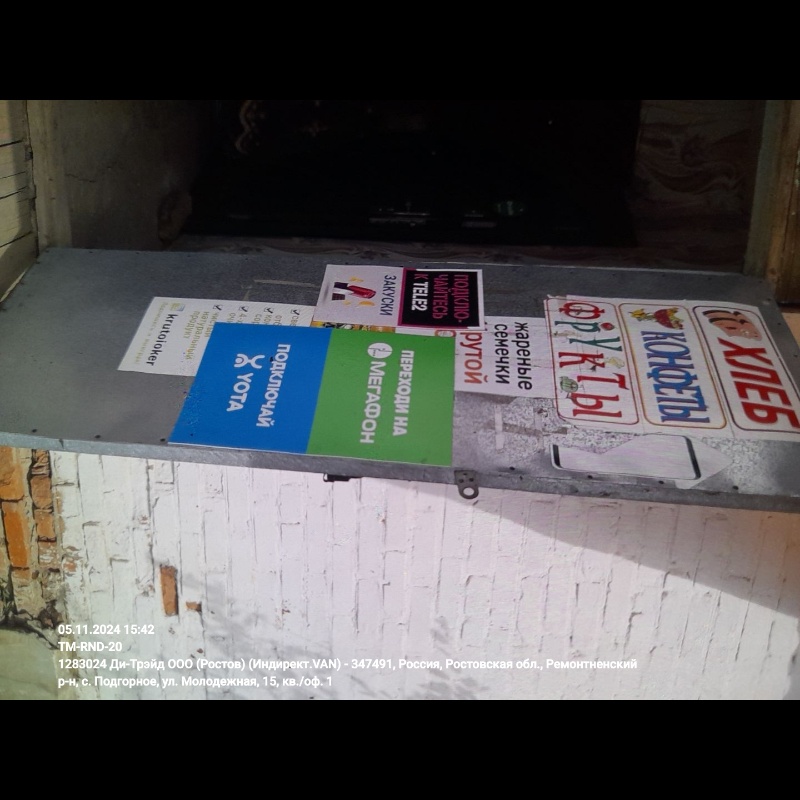 ХЛЕБ
КОНФЕТЫ
ФРУКТЫ
жареные
семечки
ПОДКЛЮ-
ЧАЙТЕСЬ
К TELE2
ЗАКУСКИ
ПЕРЕХОДИ НА
МЕГАФОН
ПОДКЛЮЧАЙ
YOTA
натуральный
продукт
krutoloker
05.11.2024 15:42
TM-RND-20
1283024 Ди-Трэйд ООО (Ростов) (Индирект.VAN) - 347491, Россия, Ростовская обл., Ремонтненский
р-н, с. Подгорное, ул. Молодежная, 15, кв./оф. 1